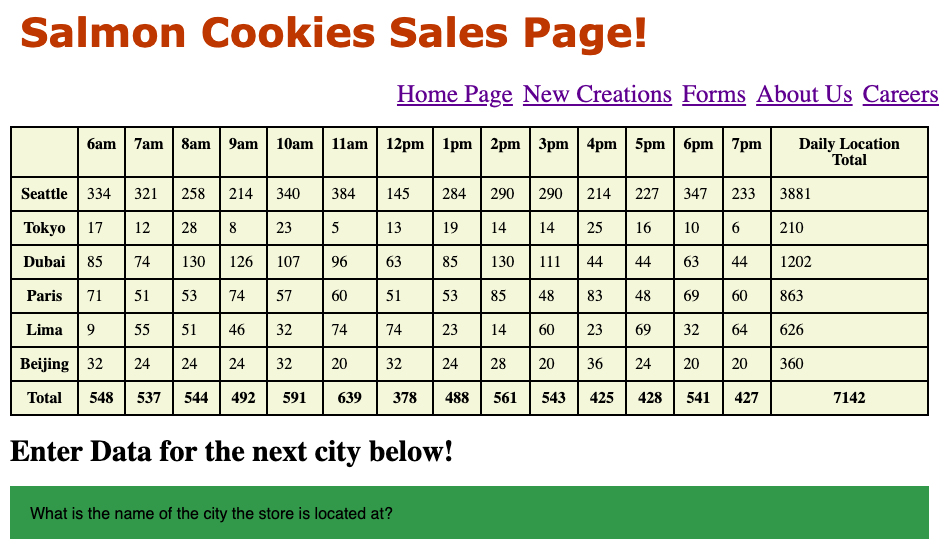 Salmon Cookies Sales Page!
Home Page New Creations Forms About Us Careers
6am 7am 8am 9am 10am 11am 12pm 1pm 2pm 3pm 4pm 5pm 6pm 7pm Daily Location Total
Seattle 334 321 258 214 340 384 145 284 290 290 214 227 347 233 3881
Tokyo 17 12 28 8 23 5 13 19 14 14 25 16 10 6 210
Dubai 85 74 130 126 107 96 63 85 130 111 44 44 63 44 1202
Paris 71 51 53 74 57 60 51 53 85 48 83 48 69 60 863
Lima 9 55 51 46 32 74 74 23 14 60 23 69 32 64 626
Beijing 32 24 24 24 32 20 32 24 28 20 36 24 20 20 360
Total 548 537 544 492 591 639 378 488 561 543 425 428 541 427 7142
Enter Data for the next city below!
What is the name of the city the store is located at?